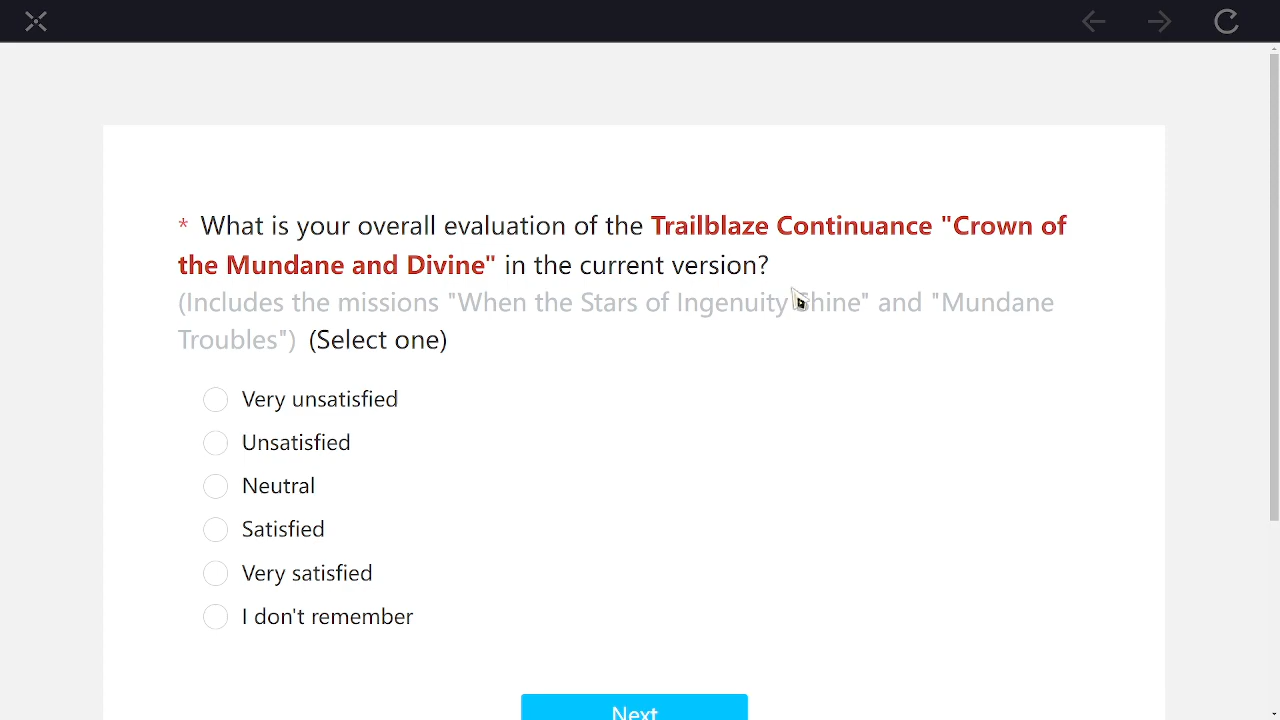 * What is your overall evaluation of the Trailblaze Continuance "Crown of
the Mundane and Divine" in the current version?
(Includes the missions "When the Stars of Ingenuity Shine" and "Mundane
Troubles") (Select one)
Very unsatisfied
Unsatisfied
Neutral
Satisfied
Very satisfied
I don't remember
Next